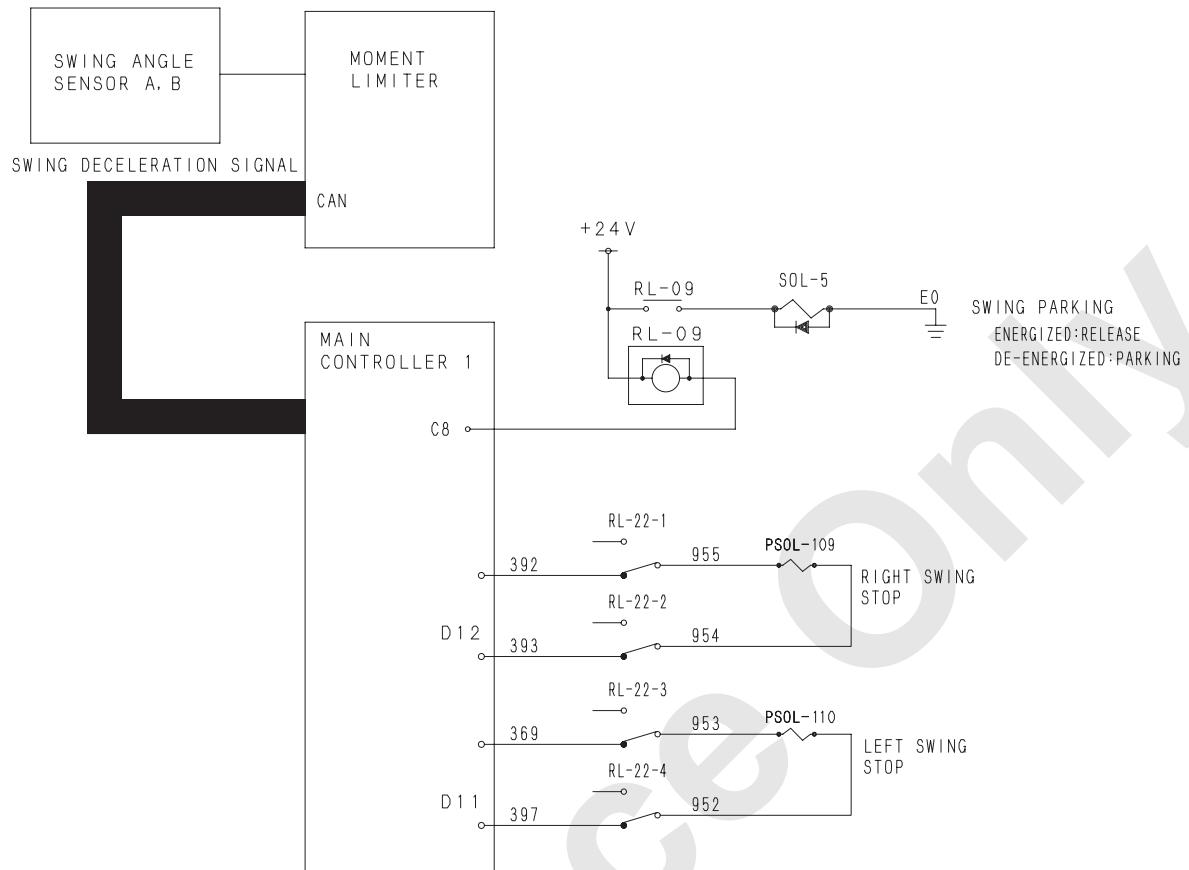 SWING ANGLE
SENSOR A, B
MOMENT
LIMITER
SWING DECELERATION SIGNAL
CAN
+24V
RL-09
SOL-5
E0
SWING PARKING
ENERGIZED:RELEASE
DE-ENERGIZED:PARKING
RL-09
MAIN
CONTROLLER 1
C8
RL-22-1
392
955
PSOL-109
RIGHT SWING
STOP
RL-22-2
D12
393
954
RL-22-3
369
953
PSOL-110
LEFT SWING
STOP
RL-22-4
D11
397
952
ce Only